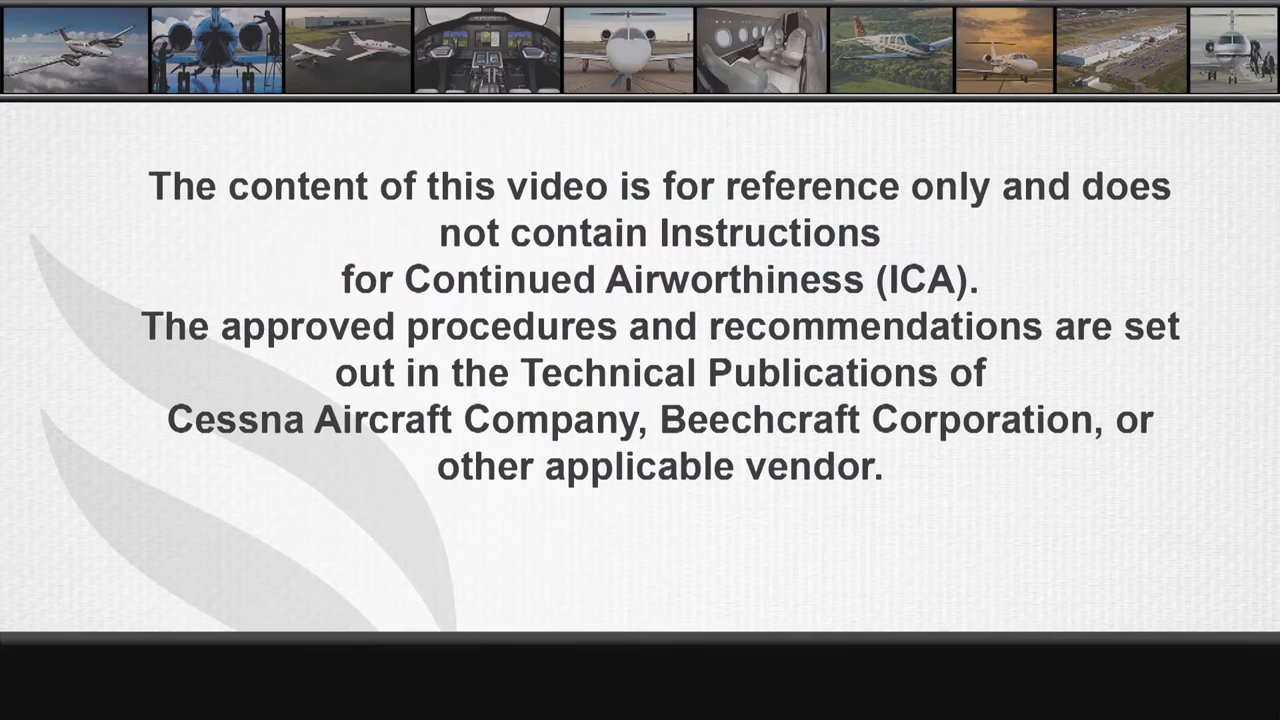 The content of this video is for reference only and does
not contain Instructions
for Continued Airworthiness (ICA).
The approved procedures and recommendations are set
out in the Technical Publications of
Cessna Aircraft Company, Beechcraft Corporation, or
other applicable vendor.